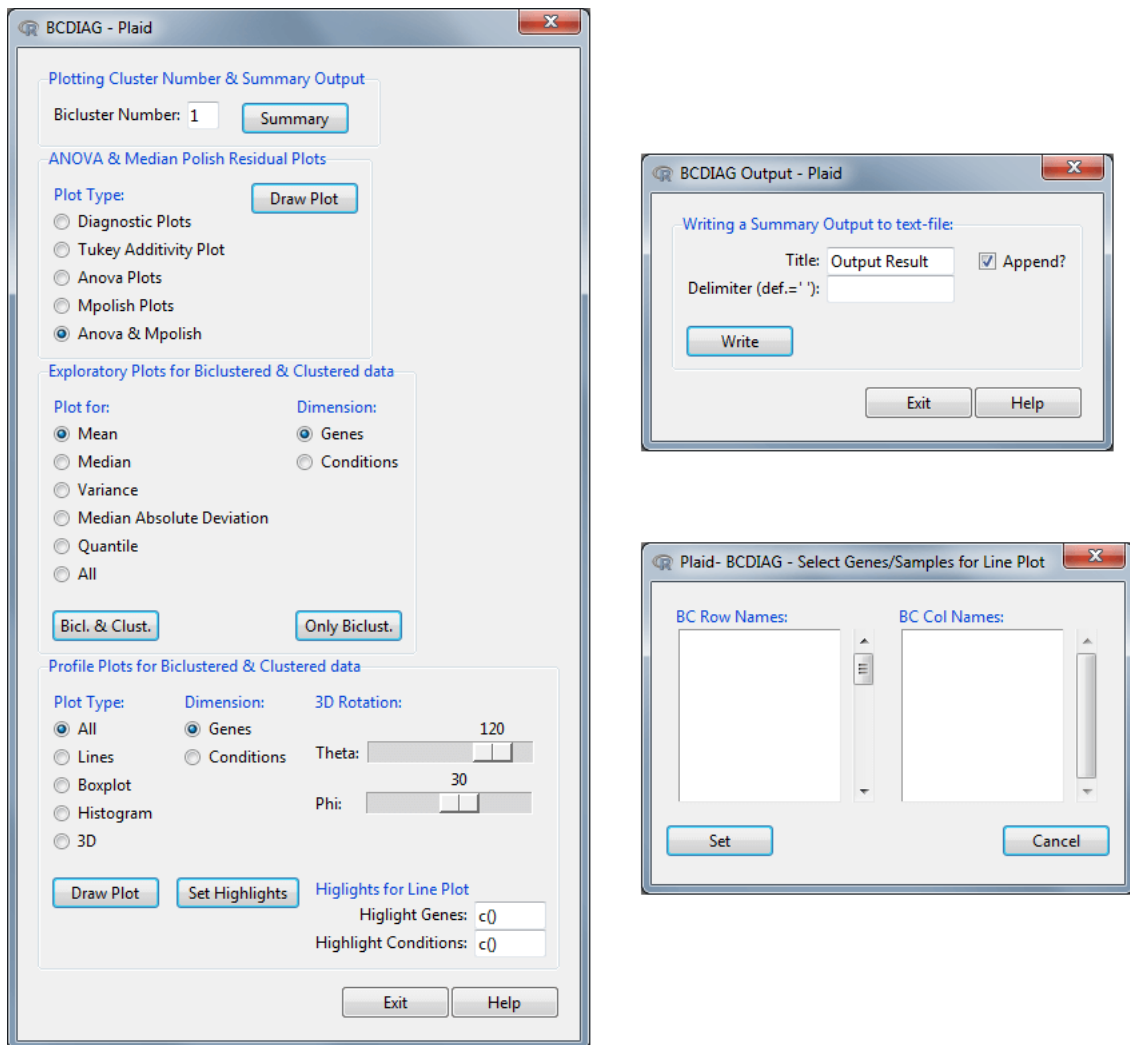 BCDIAG - Plaid
Plotting Cluster Number & Summary Output
Bicluster Number: 1 Summary
ANOVA & Median Polish Residual Plots
Plot Type: Draw Plot
Diagnostic Plots
Tukey Additivity Plot
Anova Plots
Mpolish Plots
Anova & Mpolish
Exploratory Plots for Biclustered & Clustered data
Plot for: Dimension:
Mean Genes
Median Conditions
Variance
Median Absolute Deviation
Quantile
All
Bicl. & Clust. Only Biclust.
Profile Plots for Biclustered & Clustered data
Plot Type: Dimension: 3D Rotation:
All Genes 120
Lines Conditions Theta:
Boxplot 30
Histogram Phi:
3D
Draw Plot Set Highlights Higlights for Line Plot
Higlight Genes: c()
Highlight Conditions: c()
Exit Help
BCDIAG Output - Plaid
Writing a Summary Output to text-file:
Title: Output Result Append?
Delimiter (def.=' '):
Write
Exit Help
Plaid- BCDIAG - Select Genes/Samples for Line Plot
BC Row Names: BC Col Names:
Set Cancel